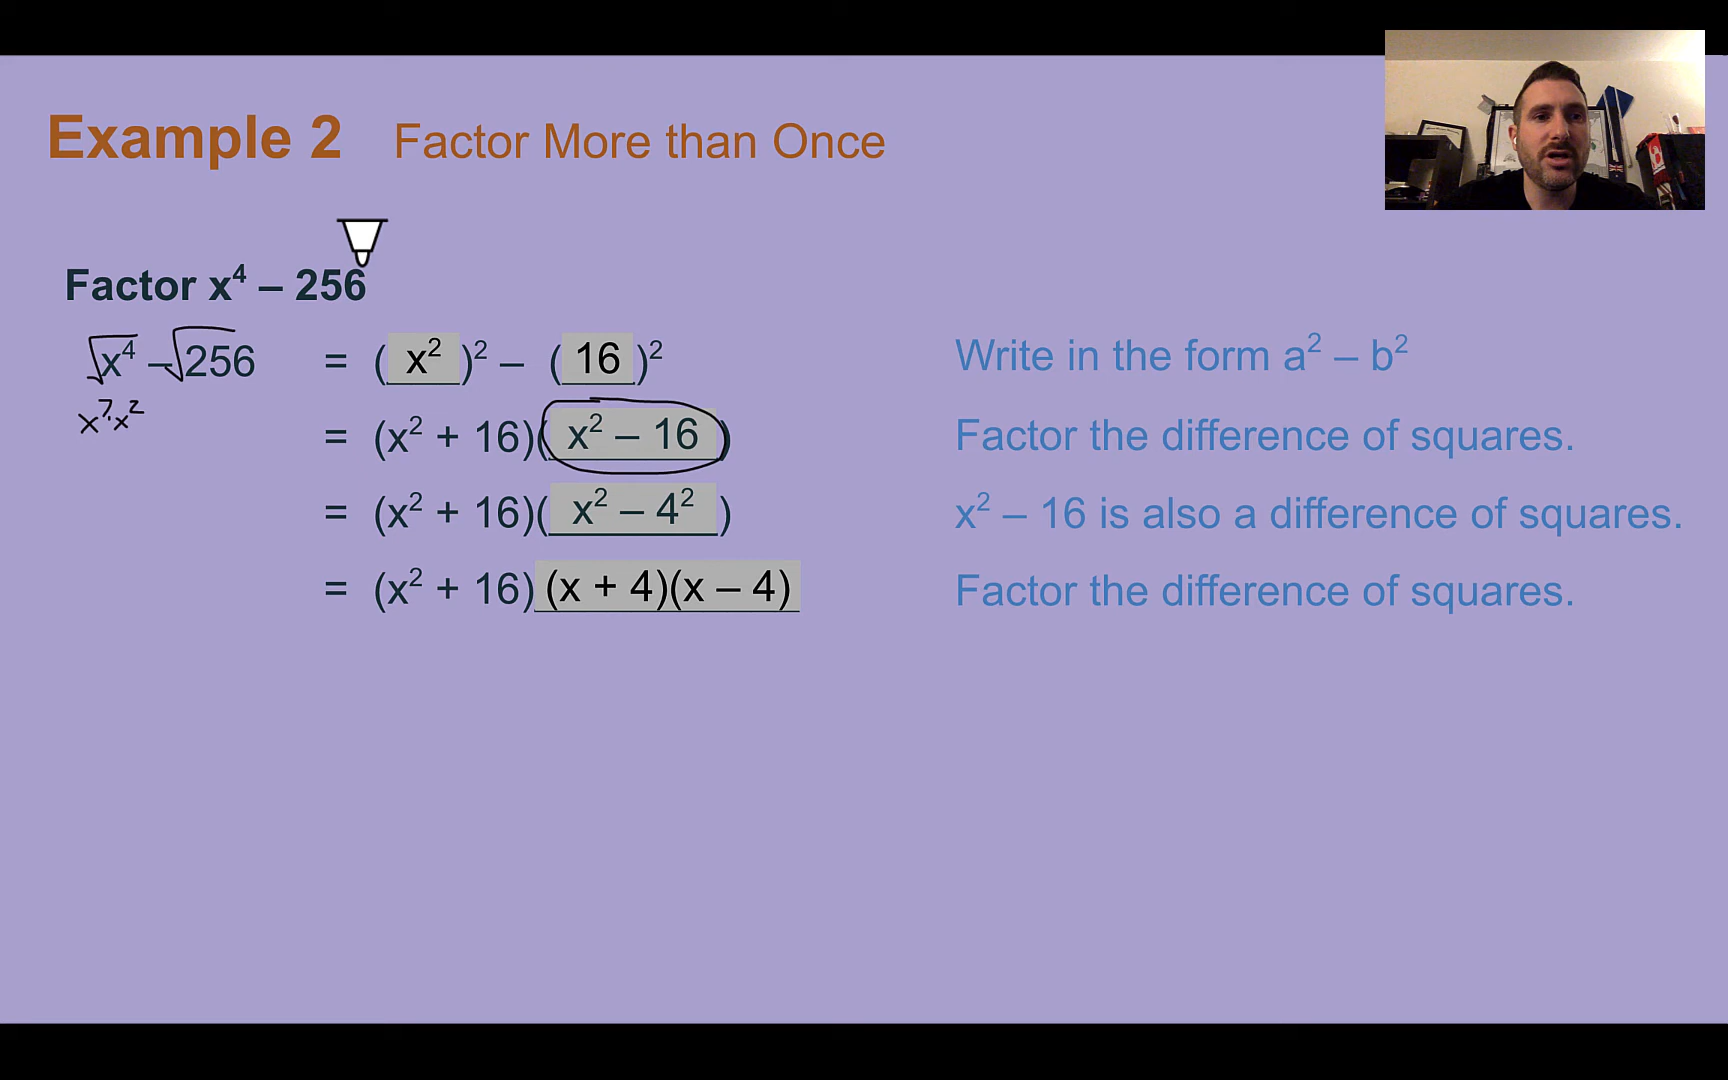 Example 2 Factor More than Once
Factor x⁴ – 256
√x⁴ – √256 = ( x² )² – ( 16 )² Write in the form a² – b²
x²·x² = (x² + 16)( x² – 16 ) Factor the difference of squares.
= (x² + 16)( x² – 4² ) x² – 16 is also a difference of squares.
= (x² + 16) (x + 4)(x – 4) Factor the difference of squares.